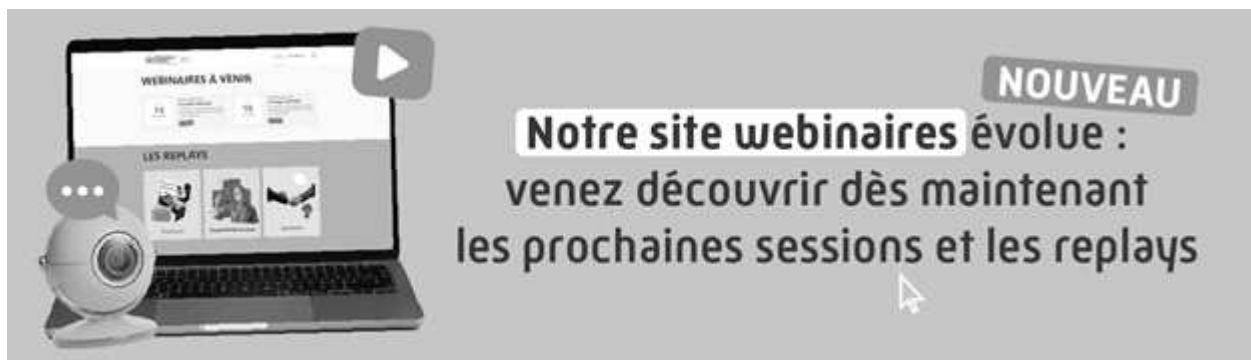 WEBINAIRES À VENIR
LES REPLAYS
NOUVEAU
Notre site webinaires évolue :
venez découvrir dès maintenant
les prochaines sessions et les replays